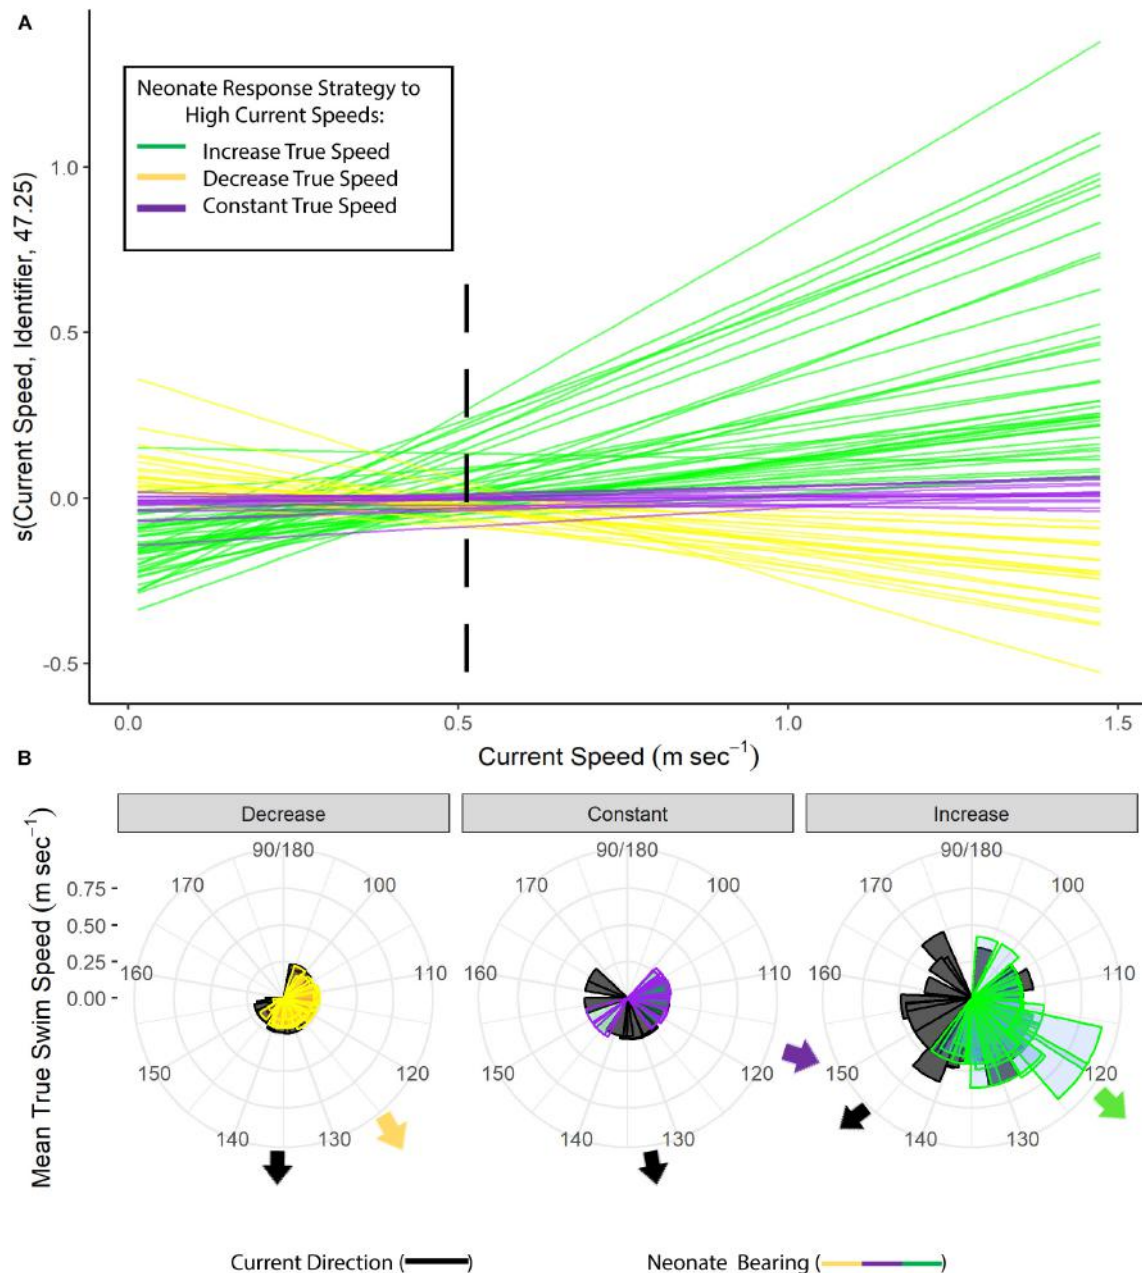 A
Neonate Response Strategy to
High Current Speeds:
Increase True Speed
Decrease True Speed
Constant True Speed
s(Current Speed, Identifier, 47.25)
1.0
0.5
0.0
-0.5
0.0 0.5 1.0 1.5
Current Speed (m sec⁻¹)
B
Mean True Swim Speed (m sec⁻¹)
0.75
0.50
0.25
0.00
Decrease
90/180
170 100
160 110
150 120
140 130
Constant
90/180
170 100
160 110
150 120
140 130
Increase
90/180
170 100
160 110
150 120
140 130
Current Direction ( )
Neonate Bearing ( )